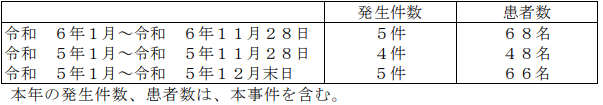 発生件数 患者数
令和　６年１月～令和　６年１１月２８日 ５件 ６８名
令和　５年１月～令和　５年１１月２８日 ４件 ４８名
令和　５年１月～令和　５年１２月末日 ５件 ６６名
本年の発生件数、患者数は、本事件を含む。